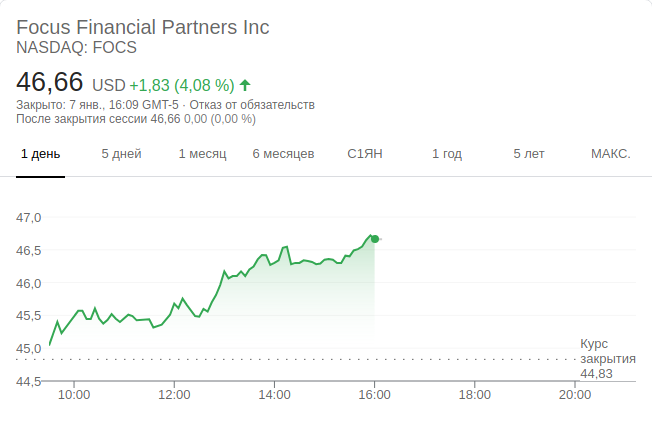 Focus Financial Partners Inc
NASDAQ: FOCS
46,66 USD +1,83 (4,08 %)
Закрыто: 7 янв., 16:09 GMT-5 · Отказ от обязательств
После закрытия сессии 46,66 0,00 (0,00 %)
1 день 5 дней 1 месяц 6 месяцев С1ЯН 1 год 5 лет МАКС.
47,0
46,5
46,0
45,5
45,0
44,5
Курс
закрытия
44,83
10:00 12:00 14:00 16:00 18:00 20:00